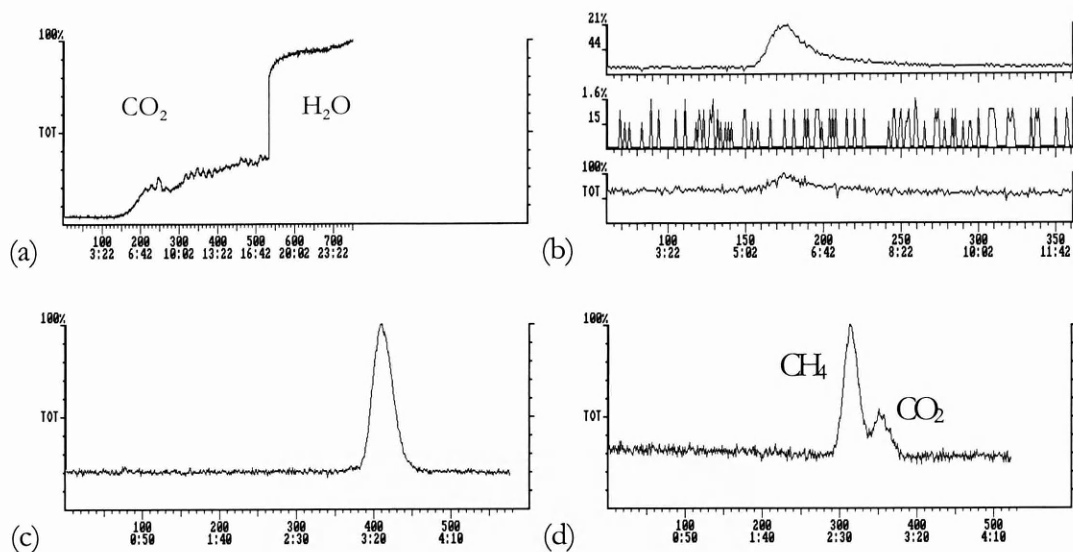 100%
CO₂
H₂O
TOT
100 200 300 400 500 600 700
3:22 6:42 10:02 13:22 16:42 20:02 23:22
(a)
21%
44
1.6%
15
100%
TOT
100 150 200 250 300 350
3:22 5:02 6:42 8:22 10:02 11:42
(b)
100%
TOT
100 200 300 400 500
0:50 1:40 2:30 3:20 4:10
(c)
100%
CH₄
CO₂
TOT
100 200 300 400 500
0:50 1:40 2:30 3:20 4:10
(d)